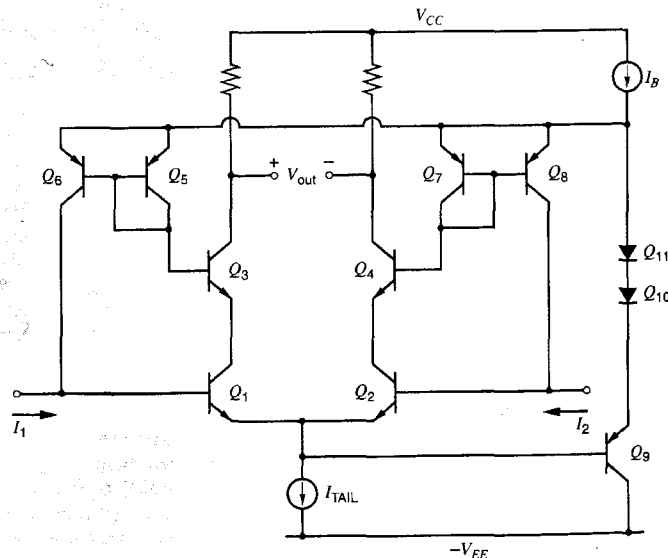 V_CC
I_B
Q_6
Q_5
+ V_out −
Q_7
Q_8
Q_11
Q_3
Q_4
Q_10
Q_1
Q_2
I_1
I_2
Q_9
I_TAIL
−V_EE